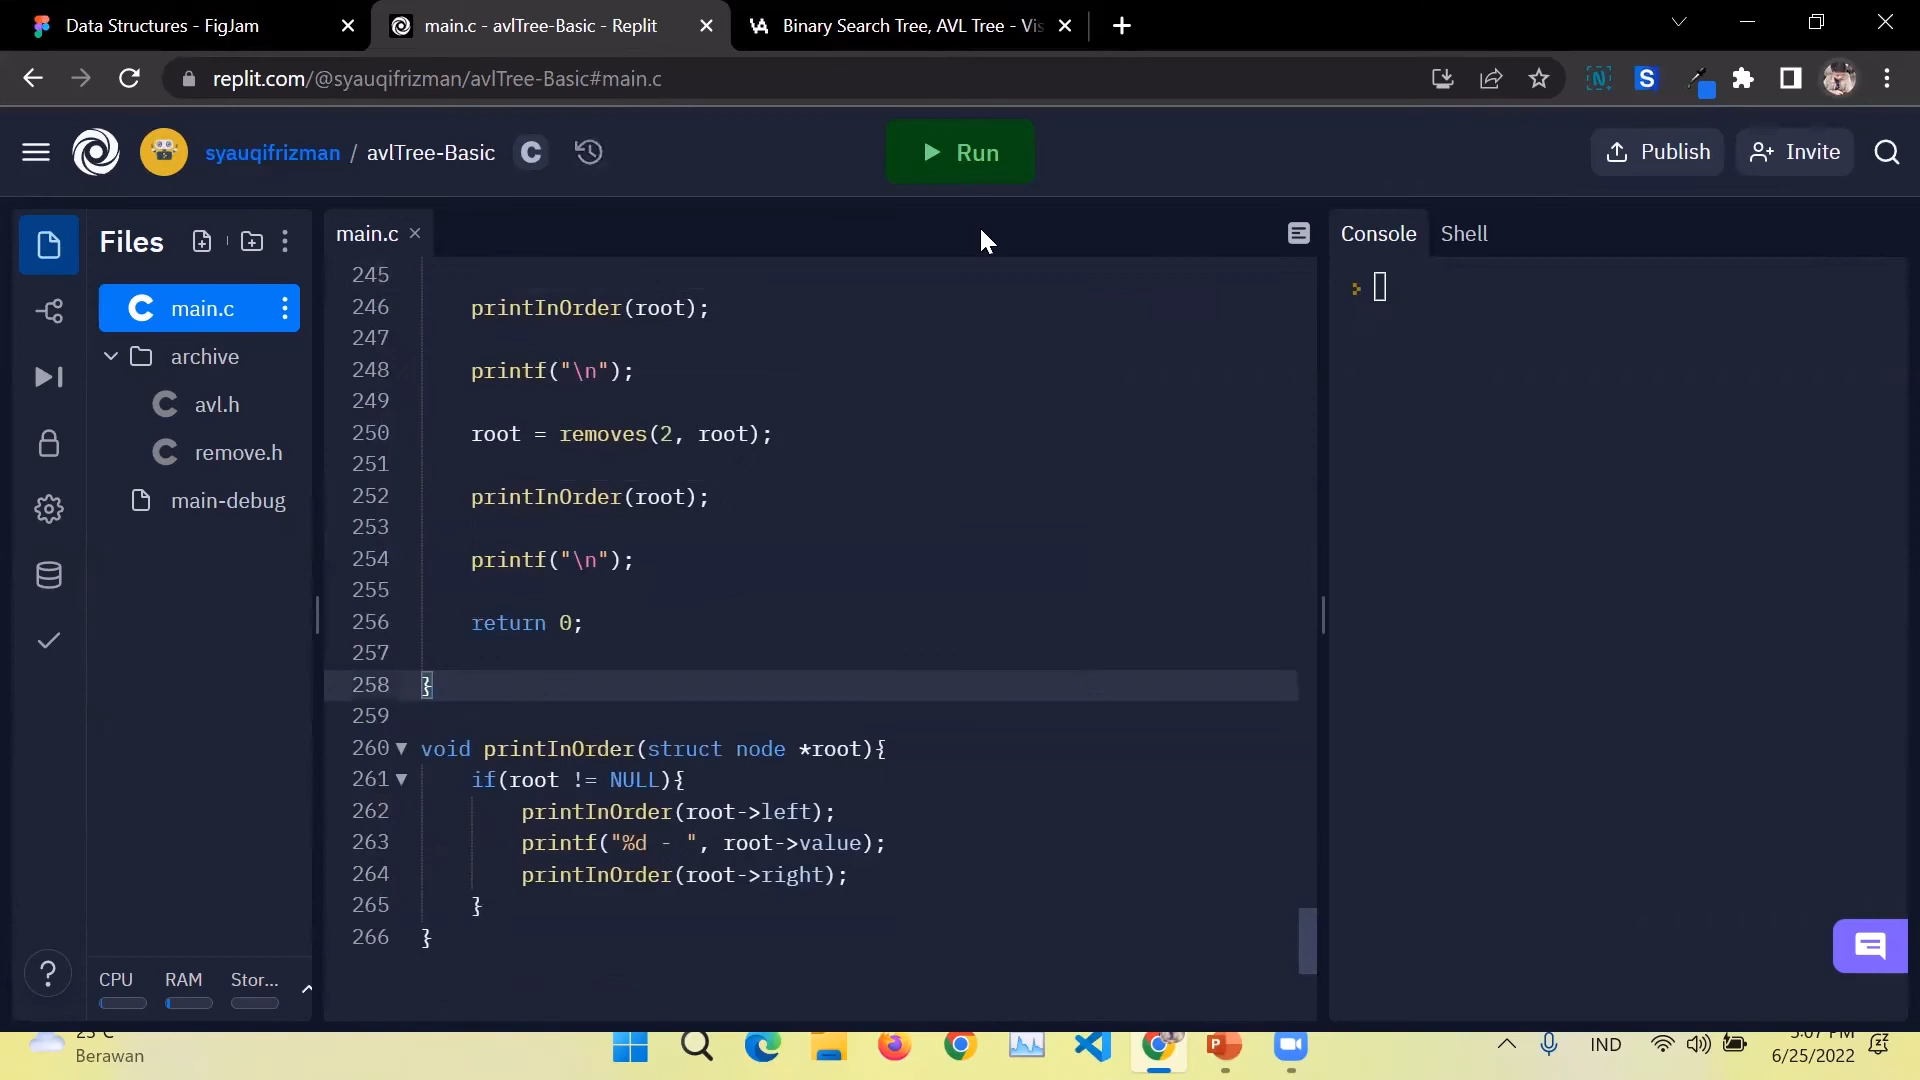 Data Structures - FigJam
main.c - avlTree-Basic - Replit
Binary Search Tree, AVL Tree - Vis
replit.com/@syauqifrizman/avlTree-Basic#main.c
syauqifrizman / avlTree-Basic
C
Run
Publish
Invite
Files
main.c
archive
avl.h
remove.h
main-debug
CPU RAM Stor...
main.c
245
246 printInOrder(root);
247
248 printf("\n");
249
250 root = removes(2, root);
251
252 printInOrder(root);
253
254 printf("\n");
255
256 return 0;
257
258 }
259
260 void printInOrder(struct node *root){
261 if(root != NULL){
262 printInOrder(root->left);
263 printf("%d - ", root->value);
264 printInOrder(root->right);
265 }
266 }
Console Shell
Berawan
IND
5:07 PM
6/25/2022